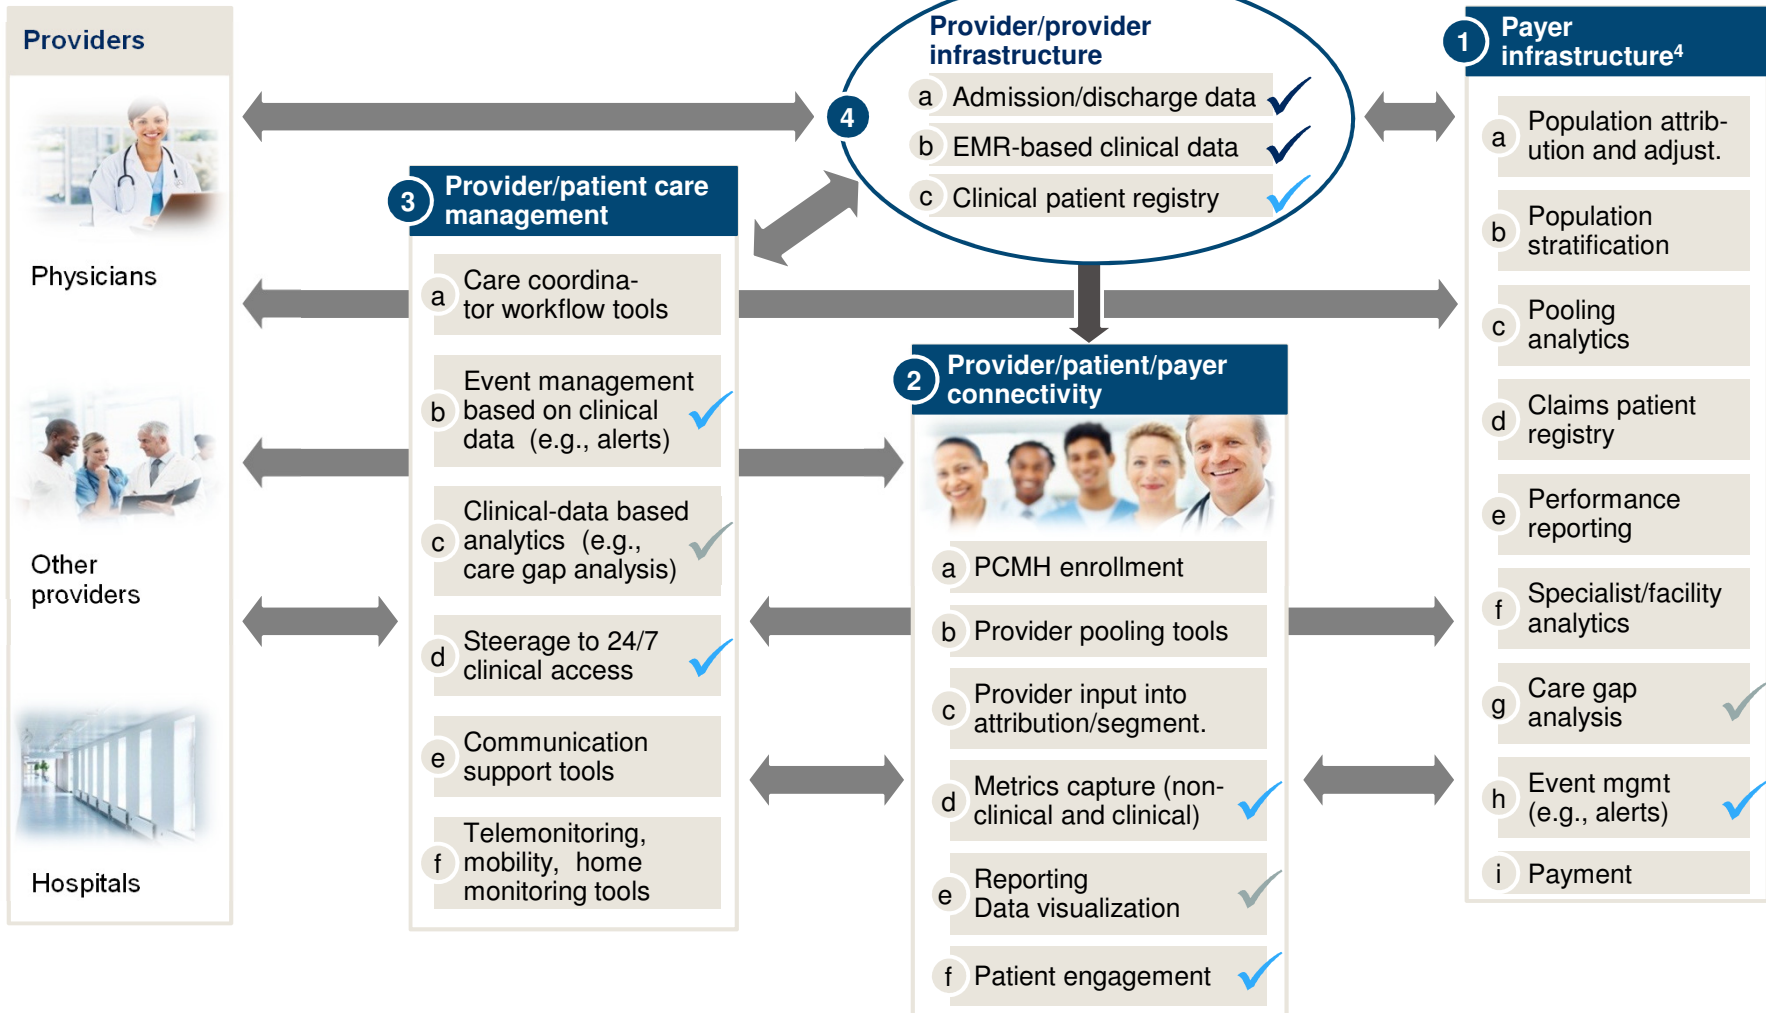 Providers
Physicians
Other
providers
Hospitals
4
Provider/provider
infrastructure
a Admission/discharge data
b EMR-based clinical data
c Clinical patient registry
3
Provider/patient care
management
a Care coordina-
tor workflow tools
b Event management
based on clinical
data (e.g., alerts)
c Clinical-data based
analytics (e.g.,
care gap analysis)
d Steerage to 24/7
clinical access
e Communication
support tools
f Telemonitoring,
mobility, home
monitoring tools
2
Provider/patient/payer
connectivity
a PCMH enrollment
b Provider pooling tools
c Provider input into
attribution/segment.
d Metrics capture (non-
clinical and clinical)
e Reporting
Data visualization
f Patient engagement
1
Payer
infrastructure⁴
a Population attrib-
ution and adjust.
b Population
stratification
c Pooling
analytics
d Claims patient
registry
e Performance
reporting
f Specialist/facility
analytics
g Care gap
analysis
h Event mgmt
(e.g., alerts)
i Payment